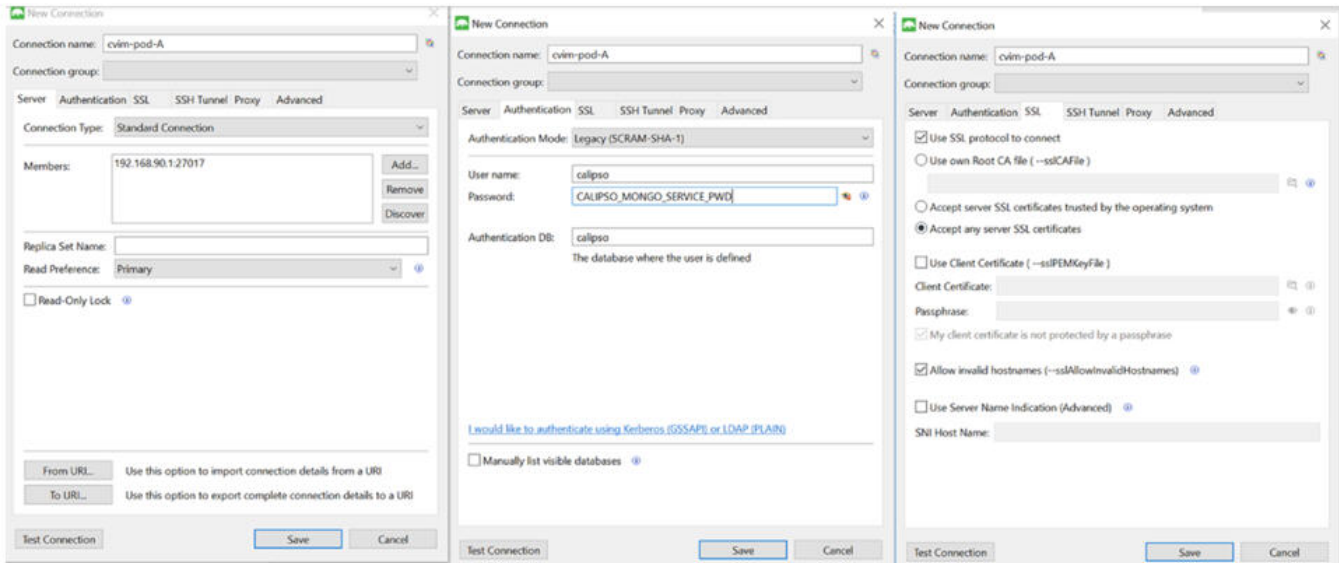 New Connection
Connection name: cvim-pod-A
Connection group:
Server Authentication SSL SSH Tunnel Proxy Advanced
Connection Type: Standard Connection
Members: 192.168.90.1:27017
Add...
Remove
Discover
Replica Set Name:
Read Preference: Primary
Read-Only Lock
From URI... Use this option to import connection details from a URI
To URI... Use this option to export complete connection details to a URI
Test Connection Save Cancel
New Connection
Connection name: cvim-pod-A
Connection group:
Server Authentication SSL SSH Tunnel Proxy Advanced
Authentication Mode: Legacy (SCRAM-SHA-1)
User name: calipso
Password: CALIPSO_MONGO_SERVICE_PWD
Authentication DB: calipso
The database where the user is defined
I would like to authenticate using Kerberos (GSSAPI) or LDAP (PLAIN)
Manually list visible databases
Test Connection Save Cancel
New Connection
Connection name: cvim-pod-A
Connection group:
Server Authentication SSL SSH Tunnel Proxy Advanced
Use SSL protocol to connect
Use own Root CA file ( --sslCAFile )
Accept server SSL certificates trusted by the operating system
Accept any server SSL certificates
Use Client Certificate ( --sslPEMKeyFile )
Client Certificate:
Passphrase:
My client certificate is not protected by a passphrase
Allow invalid hostnames (--sslAllowInvalidHostnames)
Use Server Name Indication (Advanced)
SNI Host Name:
Test Connection Save Cancel